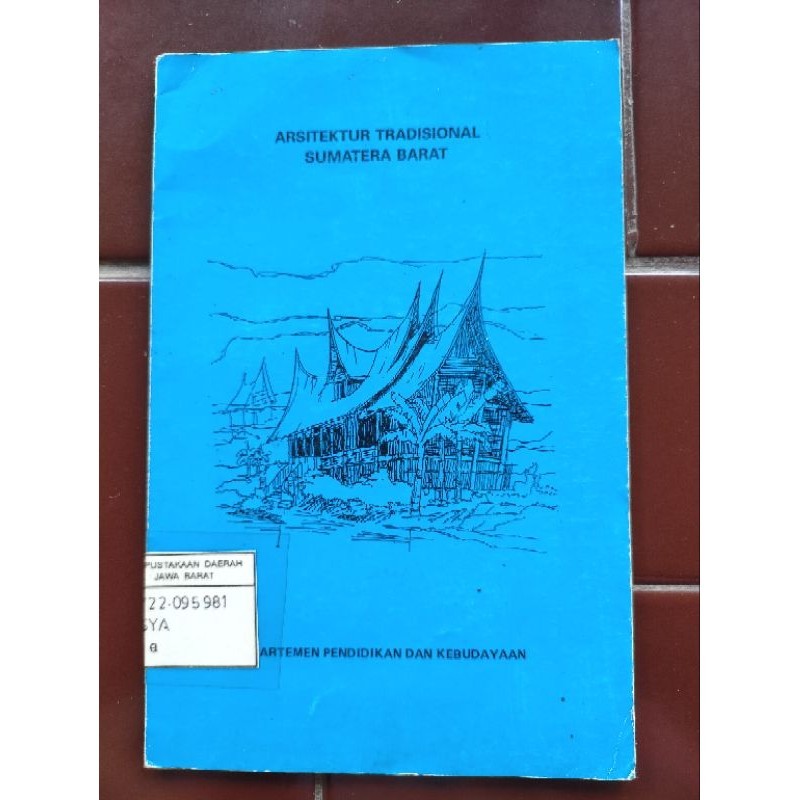 ARSITEKTUR TRADISIONAL
SUMATERA BARAT
PUSTAKAAN DAERAH
JAWA BARAT
722-095981
SYA
a
ARTEMEN PENDIDIKAN DAN KEBUDAYAAN